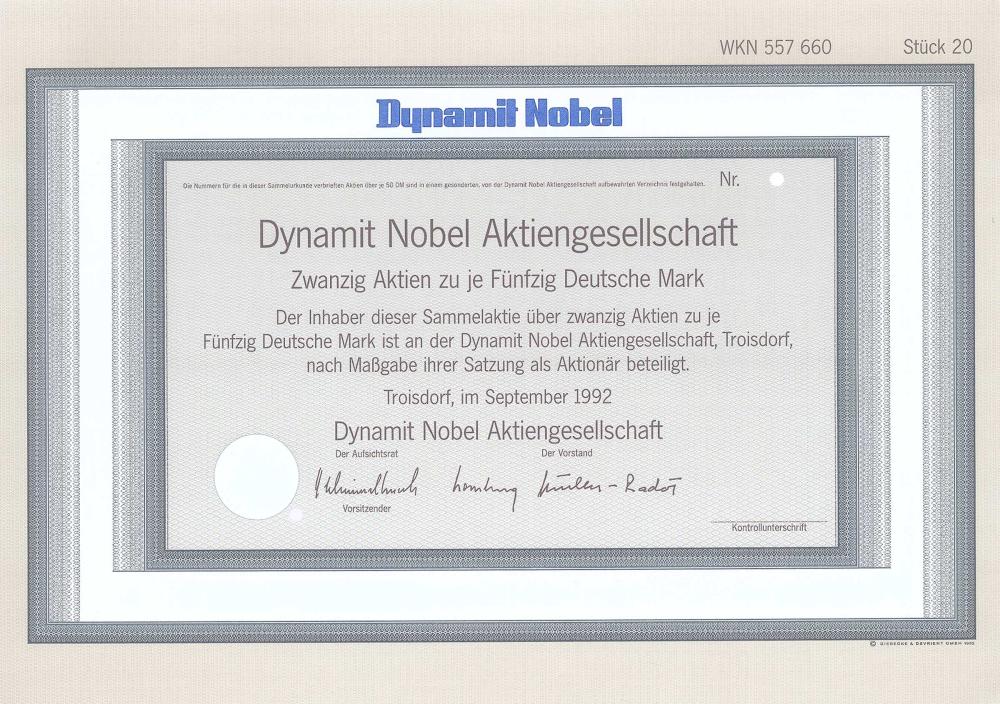 WKN 557 660 Stück 20
Dynamit Nobel
Die Nummern für die in dieser Sammelurkunde verbrieften Aktien über je 50 DM sind in einem gesonderten, von der Dynamit Nobel Aktiengesellschaft aufbewahrten Verzeichnis festgehalten. Nr.
Dynamit Nobel Aktiengesellschaft
Zwanzig Aktien zu je Fünfzig Deutsche Mark
Der Inhaber dieser Sammelaktie über zwanzig Aktien zu je
Fünfzig Deutsche Mark ist an der Dynamit Nobel Aktiengesellschaft, Troisdorf,
nach Maßgabe ihrer Satzung als Aktionär beteiligt.
Troisdorf, im September 1992
Dynamit Nobel Aktiengesellschaft
Der Aufsichtsrat Der Vorstand
Vorsitzender
Kontrollunterschrift
© GIESECKE & DEVRIENT GMBH 1992